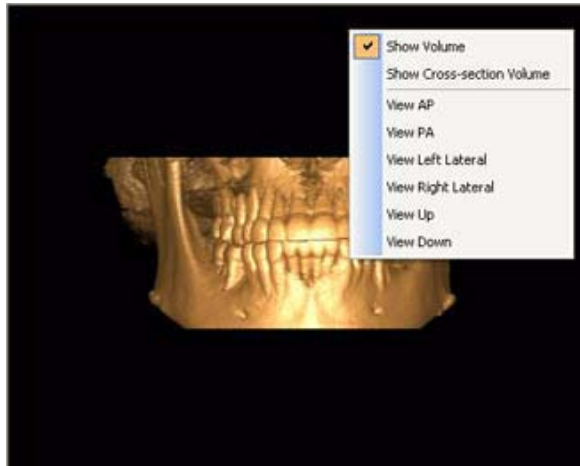 Show Volume
Show Cross-section Volume
View AP
View PA
View Left Lateral
View Right Lateral
View Up
View Down